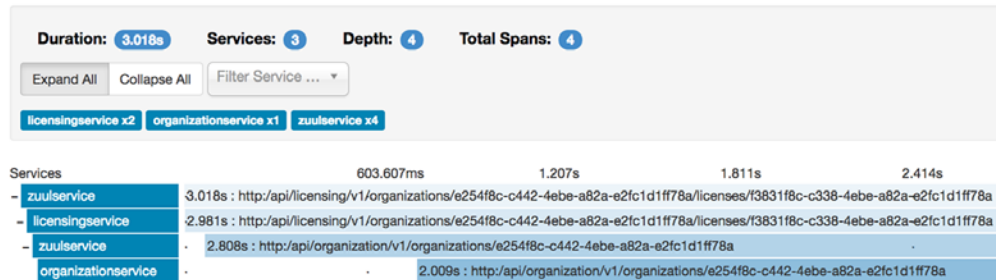 Duration: 3.018s Services: 3 Depth: 4 Total Spans: 4
Expand All Collapse All Filter Service ...
licensingservice x2 organizationservice x1 zuulservice x4
Services 603.607ms 1.207s 1.811s 2.414s
- zuulservice 3.018s : http:/api/licensing/v1/organizations/e254f8c-c442-4ebe-a82a-e2fc1d1ff78a/licenses/f3831f8c-c338-4ebe-a82a-e2fc1d1ff78a
- licensingservice 2.981s : http:/api/licensing/v1/organizations/e254f8c-c442-4ebe-a82a-e2fc1d1ff78a/licenses/f3831f8c-c338-4ebe-a82a-e2fc1d1ff78a
- zuulservice 2.808s : http:/api/organization/v1/organizations/e254f8c-c442-4ebe-a82a-e2fc1d1ff78a
organizationservice 2.009s : http:/api/organization/v1/organizations/e254f8c-c442-4ebe-a82a-e2fc1d1ff78a